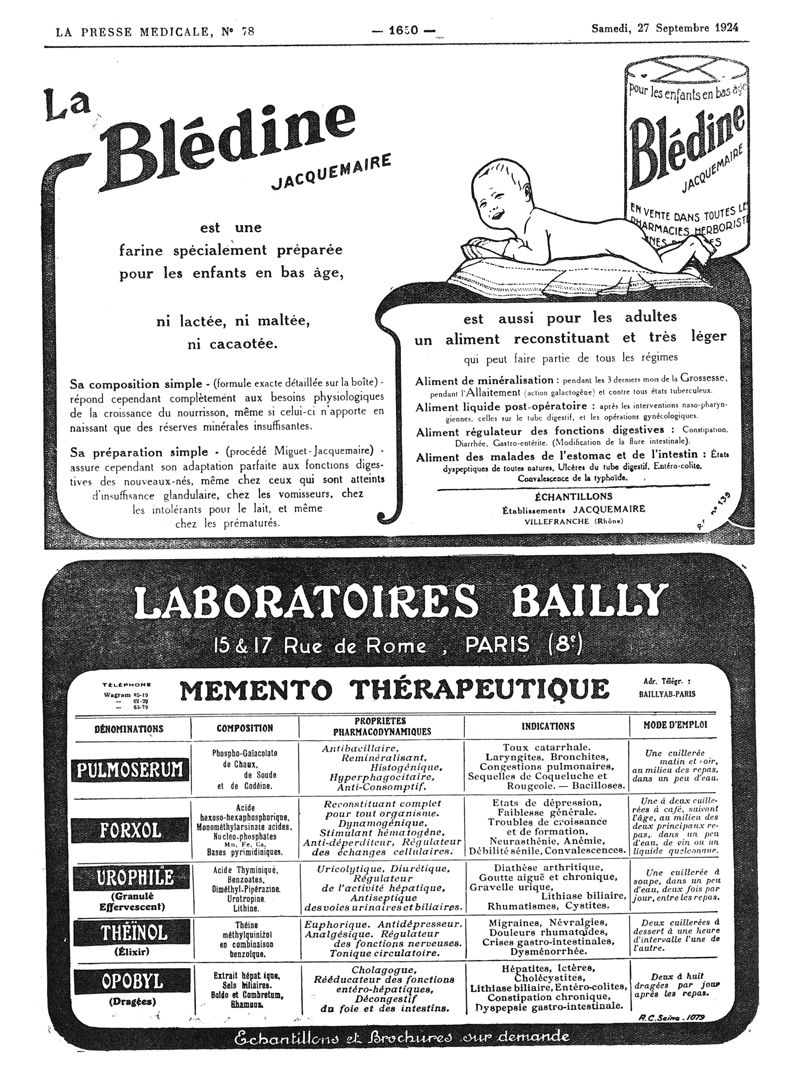 LA PRESSE MEDICALE, N° 78 — 1650 — Samedi, 27 Septembre 1924
La
Blédine
JACQUEMAIRE
est une
farine spécialement préparée
pour les enfants en bas âge,
ni lactée, ni maltée,
ni cacaotée.
Sa composition simple - (formule exacte détaillée sur la boîte) -
répond cependant complètement aux besoins physiologiques
de la croissance du nourrisson, même si celui-ci n'apporte en
naissant que des réserves minérales insuffisantes.
Sa préparation simple - (procédé Miguet-Jacquemaire) -
assure cependant son adaptation parfaite aux fonctions diges-
tives des nouveaux-nés, même chez ceux qui sont atteints
d'insuffisance glandulaire, chez les vomisseurs, chez
les intolérants pour le lait, et même
chez les prématurés.
pour les enfants en bas âge
Blédine
JACQUEMAIRE
EN VENTE DANS TOUTES LES
PHARMACIES HERBORISTE
est aussi pour les adultes
un aliment reconstituant et très léger
qui peut faire partie de tous les régimes
Aliment de minéralisation : pendant les 3 derniers mois de la Grossesse,
pendant l'Allaitement (action galactogène) et contre tous états tuberculeux.
Aliment liquide post-opératoire : après les interventions naso-pharyn-
giennes, celles sur le tube digestif, et les opérations gynécologiques.
Aliment régulateur des fonctions digestives : Constipation,
Diarrhée, Gastro-entérite. (Modification de la flore intestinale).
Aliment des malades de l'estomac et de l'intestin : États
dyspeptiques de toutes natures, Ulcères du tube digestif, Entéro-colite,
Convalescence de la typhoïde.
ÉCHANTILLONS
Établissements JACQUEMAIRE
VILLEFRANCHE (Rhône)
LABORATOIRES BAILLY
15 & 17 Rue de Rome, PARIS (8e)
TÉLÉPHONE
Wagram 85-19
— 62-29
— 63-79
MEMENTO THÉRAPEUTIQUE
Adr. Télégr. :
BAILLYAB-PARIS
DÉNOMINATIONS
COMPOSITION
PROPRIETES
PHARMACODYNAMIQUES
INDICATIONS
MODE D'EMPLOI
PULMOSERUM
Phospho-Gaïacolate
de Chaux,
de Soude
et de Codéine.
Antibacillaire,
Reminéralisant,
Histogénique,
Hyperphagocitaire,
Anti-Consomptif.
Toux catarrhale.
Laryngites, Bronchites,
Congestions pulmonaires,
Sequelles de Coqueluche et
Rougeole. — Bacilloses.
Une cuillerée
matin et soir,
au milieu des repas,
dans un peu d'eau.
FORXOL
Acide
hexoso-hexaphosphorique,
Monométhylarsinate acides,
Nucléo-phosphates
Mn, Fe, Ca,
Bases pyrimidiniques.
Reconstituant complet
pour tout organisme.
Dynamogénique,
Stimulant hématogène,
Anti-déperditeur, Régulateur
des échanges cellulaires.
Etats de dépression,
Faiblesse générale.
Troubles de croissance
et de formation,
Neurasthénie, Anémie,
Débilité sénile, Convalescences.
Une à deux cuille-
rées à café, suivant
l'âge, au milieu des
deux principaux re-
pas, dans un peu
d'eau, de vin ou un
liquide quelconque.
UROPHILE
(Granulé
Effervescent)
Acide Thyminiqué,
Benzoates,
Diméthyl-Pipérazine.
Urotropine.
Lithine.
Uricolytique, Diurétique,
Régulateur
de l'activité hépatique,
Antiseptique
des voies urinaires et biliaires.
Diathèse arthritique,
Goutte aiguë et chronique,
Gravelle urique,
Lithiase biliaire,
Rhumatismes, Cystites.
Une cuillerée à
soupe, dans un peu
d'eau, deux fois par
jour, entre les repas.
THÉÏNOL
(Élixir)
Théine
méthylquinizol
en combinaison
benzoïque.
Euphorique. Antidépresseur.
Analgésique. Régulateur
des fonctions nerveuses.
Tonique circulatoire.
Migraines, Névralgies,
Douleurs rhumatoïdes,
Crises gastro-intestinales,
Dysménorrhée.
Deux cuillerées à
dessert à une heure
d'intervalle l'une de
l'autre.
OPOBYL
(Dragées)
Extrait hépatique,
Sels biliaires.
Boldo et Combretum,
Rhamnus.
Cholagogue,
Rééducateur des fonctions
entéro-hépatiques,
Décongestif
du foie et des intestins.
Hépatites, Ictères,
Cholécystites,
Lithiase biliaire, Entéro-colites,
Constipation chronique,
Dyspepsie gastro-intestinale.
Deux à huit
dragées par jour
après les repas.
R.C. Seine. 1079
Echantillons et Brochures sur demande